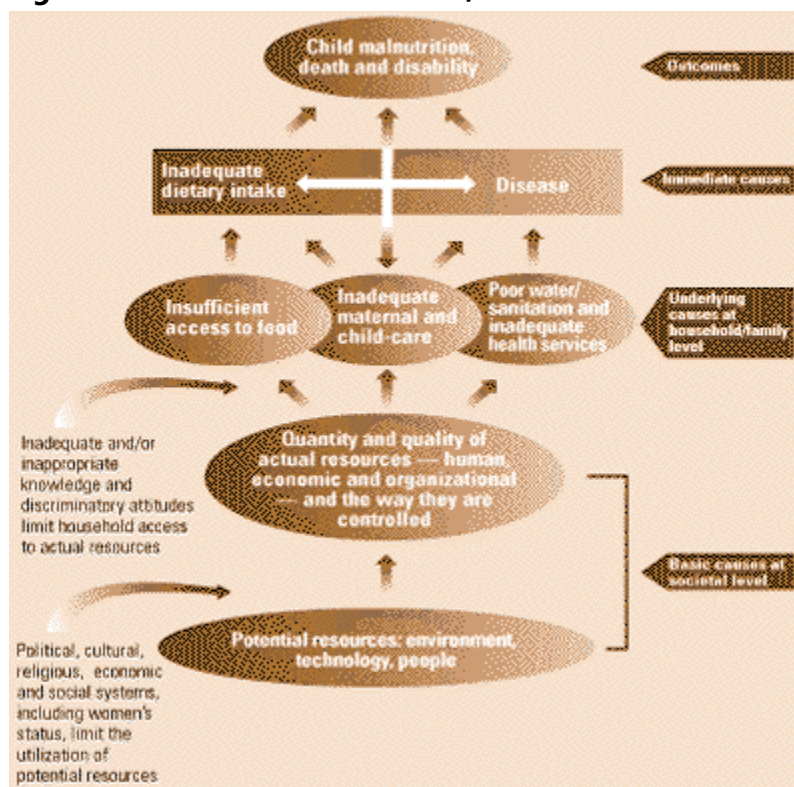 Child malnutrition,
death and disability
Outcomes
Inadequate
dietary intake
Disease
Immediate causes
Insufficient
access to food
Inadequate
maternal and
child-care
Poor water/
sanitation and
inadequate
health services
Underlying
causes at
household/family
level
Inadequate and/or
inappropriate
knowledge and
discriminatory attitudes
limit household access
to actual resources
Quantity and quality of
actual resources — human,
economic and organizational
— and the way they are
controlled
Basic causes at
societal level
Political, cultural,
religious, economic
and social systems,
including women's
status, limit the
utilization of
potential resources
Potential resources: environment,
technology, people